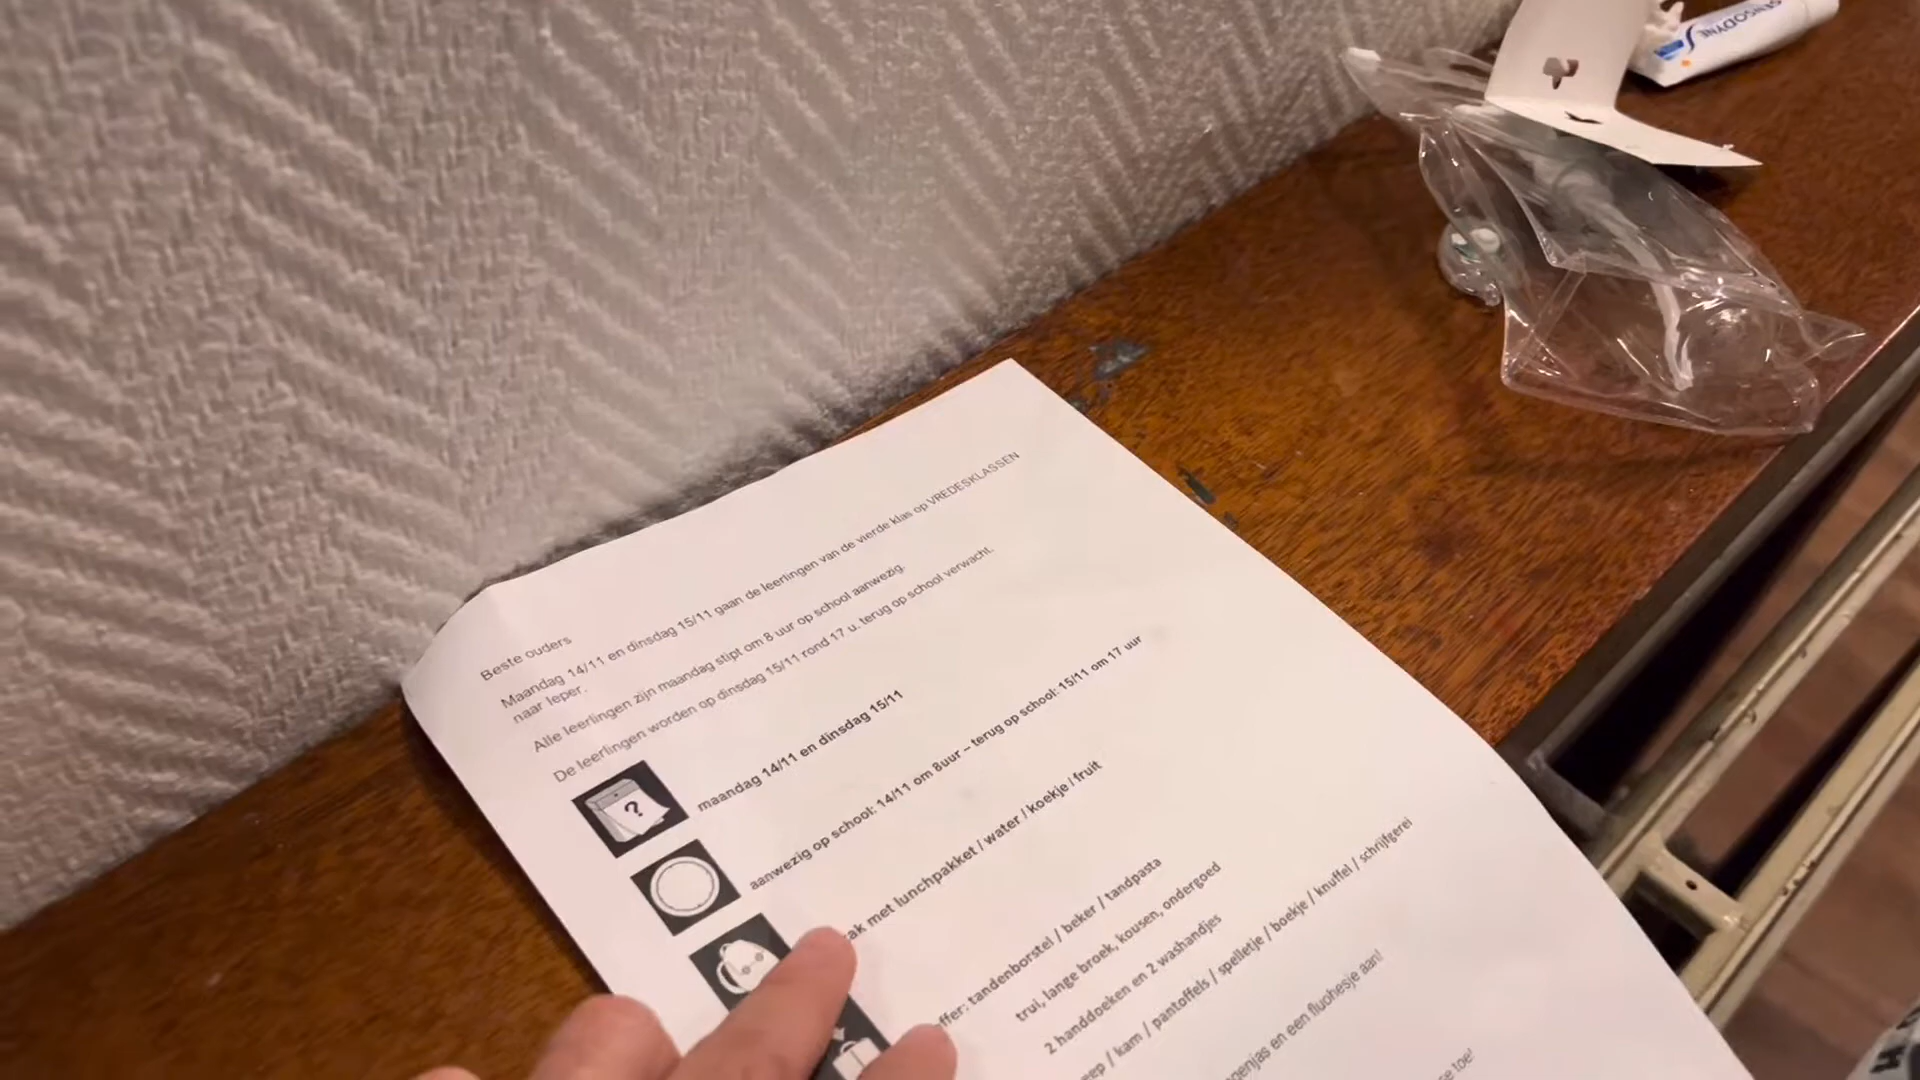 SENSODYNE
Beste ouders
Maandag 14/11 en dinsdag 15/11 gaan de leerlingen van de vierde klas op VREDESKLASSEN
naar Ieper.
Alle leerlingen zijn maandag stipt om 8 uur op school aanwezig.
De leerlingen worden op dinsdag 15/11 rond 17 u. terug op school verwacht.
?
maandag 14/11 en dinsdag 15/11
aanwezig op school: 14/11 om 8uur – terug op school: 15/11 om 17 uur
zak met lunchpakket / water / koekje / fruit
ffer: tandenborstel / beker / tandpasta
trui, lange broek, kousen, ondergoed
2 handdoeken en 2 washandjes
eep / kam / pantoffels / spelletje / boekje / knuffel / schrijfgerei
genjas en een fluohesje aan!
se toe!